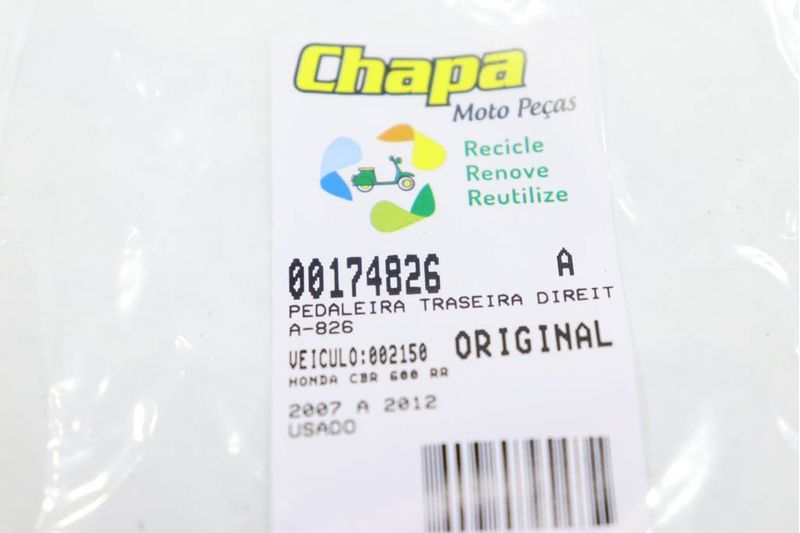 Chapa
Moto Peças
Recicle
Renove
Reutilize
00174826 A
PEDALEIRA TRASEIRA DIREIT
A-826
VEICULO:002150 ORIGINAL
HONDA CBR 600 RR
2007 A 2012
USADO